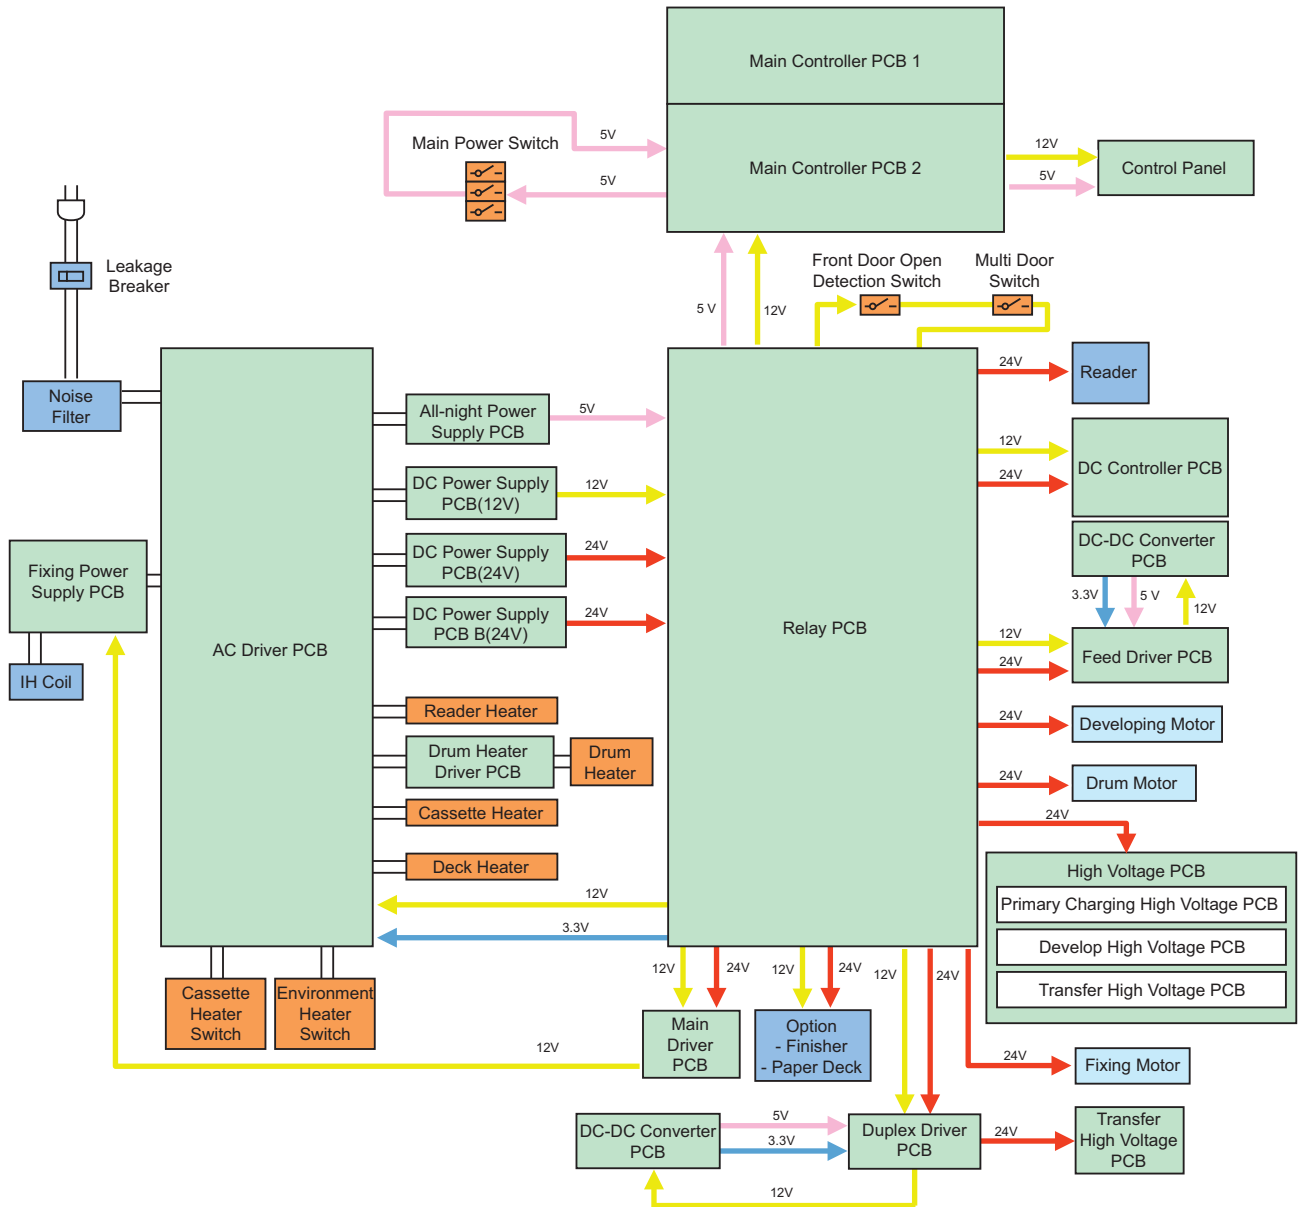 Main Controller PCB 1
Main Controller PCB 2
5V
Main Power Switch
5V
12V
5V
Control Panel
Leakage
Breaker
Front Door Open
Detection Switch
Multi Door
Switch
5 V
12V
Noise
Filter
AC Driver PCB
All-night Power
Supply PCB
5V
DC Power Supply
PCB(12V)
12V
DC Power Supply
PCB(24V)
24V
DC Power Supply
PCB B(24V)
24V
Relay PCB
24V
Reader
12V
24V
DC Controller PCB
DC-DC Converter
PCB
3.3V
5 V
12V
12V
24V
Feed Driver PCB
Fixing Power
Supply PCB
IH Coil
Reader Heater
Drum Heater
Driver PCB
Drum
Heater
Cassette Heater
Deck Heater
24V
Developing Motor
24V
Drum Motor
24V
High Voltage PCB
Primary Charging High Voltage PCB
Develop High Voltage PCB
Transfer High Voltage PCB
12V
3.3V
Cassette
Heater
Switch
Environment
Heater
Switch
12V
24V
12V
24V
12V
24V
Main
Driver
PCB
Option
- Finisher
- Paper Deck
12V
24V
Fixing Motor
DC-DC Converter
PCB
5V
3.3V
12V
Duplex Driver
PCB
24V
Transfer
High Voltage
PCB